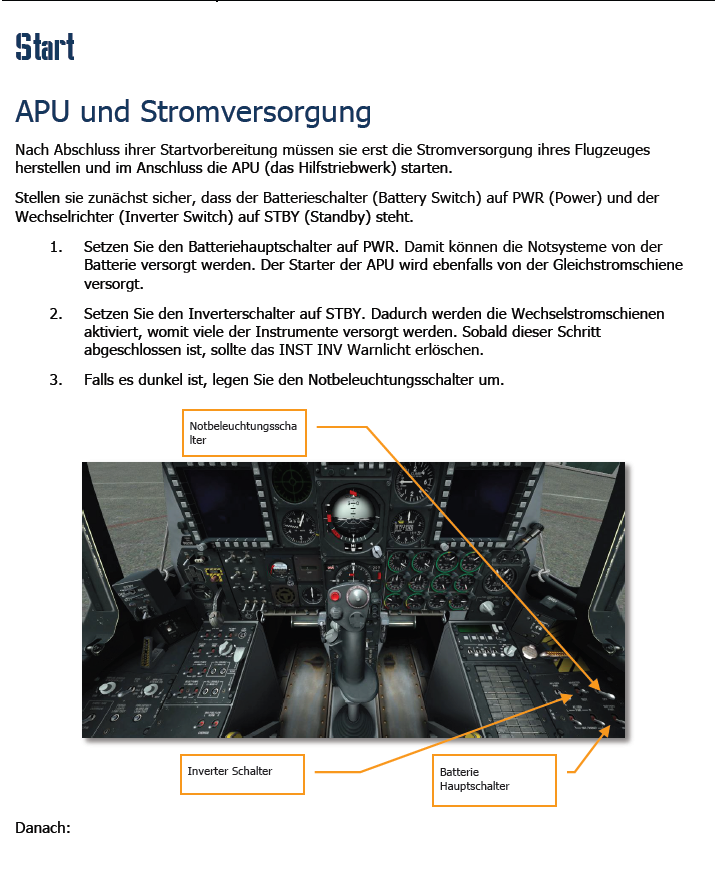 Start
APU und Stromversorgung
Nach Abschluss ihrer Startvorbereitung müssen sie erst die Stromversorgung ihres Flugzeuges
herstellen und im Anschluss die APU (das Hilfstriebwerk) starten.
Stellen sie zunächst sicher, dass der Batterieschalter (Battery Switch) auf PWR (Power) und der
Wechselrichter (Inverter Switch) auf STBY (Standby) steht.
1. Setzen Sie den Batteriehauptschalter auf PWR. Damit können die Notsysteme von der
Batterie versorgt werden. Der Starter der APU wird ebenfalls von der Gleichstromschiene
versorgt.
2. Setzen Sie den Inverterschalter auf STBY. Dadurch werden die Wechselstromschienen
aktiviert, womit viele der Instrumente versorgt werden. Sobald dieser Schritt
abgeschlossen ist, sollte das INST INV Warnlicht erlöschen.
3. Falls es dunkel ist, legen Sie den Notbeleuchtungsschalter um.
Notbeleuchtungsscha
lter
Inverter Schalter
Batterie
Hauptschalter
Danach: